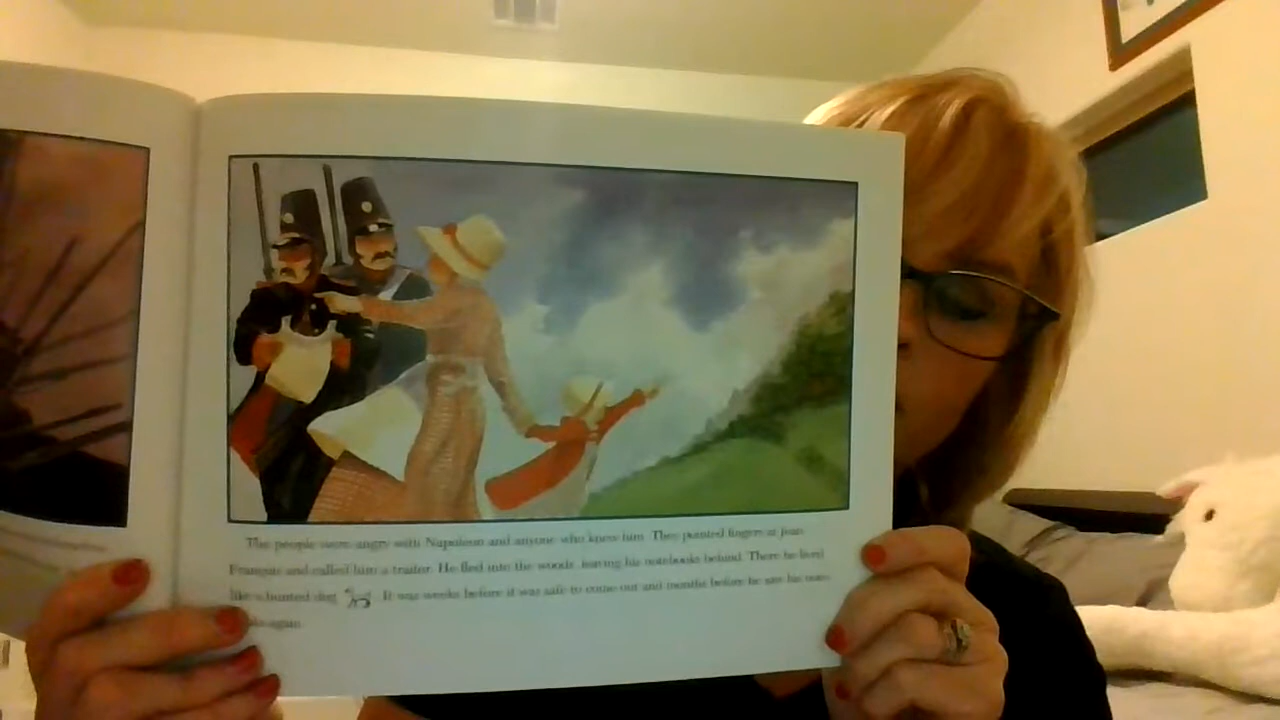 The people were angry with Napoleon and anyone who knew him. They pointed fingers at Jean
François and called him a traitor. He fled into the woods, leaving his notebooks behind. There he lived
like a hunted dog. It was weeks before it was safe to come out and months before he saw his note-
again.